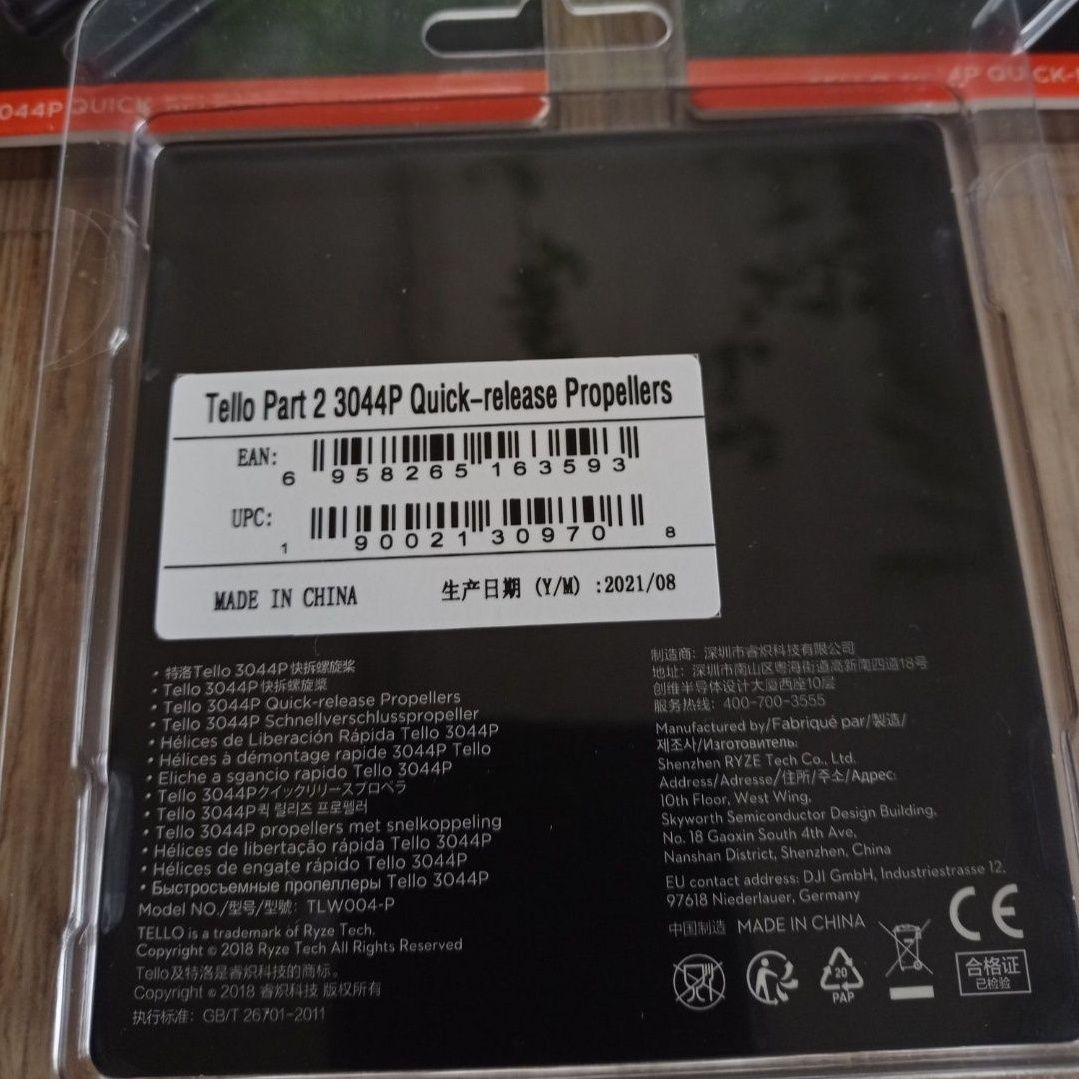 044P QUICK
4P QUICK-
Tello Part 2 3044P Quick-release Propellers
EAN:
6 958265 163593
UPC:
1 90021 30970 8
MADE IN CHINA
生产日期 (Y/M) :2021/08
• 特洛Tello 3044P快拆螺旋桨
• Tello 3044P快拆螺旋槳
• Tello 3044P Quick-release Propellers
• Tello 3044P Schnellverschlusspropeller
• Hélices de Liberación Rápida Tello 3044P
• Hélices à démontage rapide 3044P Tello
• Eliche a sgancio rapido Tello 3044P
• Tello 3044Pクイックリリースプロペラ
• Tello 3044P퀵 릴리즈 프로펠러
• Tello 3044P propellers met snelkoppeling
• Hélices de libertação rápida Tello 3044P
• Hélices de engate rápido Tello 3044P
• Быстросъемные пропеллеры Tello 3044P
Model NO./型号/型號: TLW004-P
TELLO is a trademark of Ryze Tech.
Copyright © 2018 Ryze Tech All Rights Reserved
Tello及特洛是睿炽科技的商标。
Copyright © 2018 睿炽科技 版权所有
执行标准: GB/T 26701-2011
制造商: 深圳市睿炽科技有限公司
地址: 深圳市南山区粤海街道高新南四道18号
创维半导体设计大厦西座10层
服务热线: 400-700-3555
Manufactured by/Fabriqué par/製造/
제조사/Изготовитель:
Shenzhen RYZE Tech Co., Ltd.
Address/Adresse/住所/주소/Адрес:
10th Floor, West Wing,
Skyworth Semiconductor Design Building,
No. 18 Gaoxin South 4th Ave,
Nanshan District, Shenzhen, China
EU contact address: DJI GmbH, Industriestrasse 12,
97618 Niederlauer, Germany
中国制造 MADE IN CHINA
CE
20
PAP
合格证
已检验